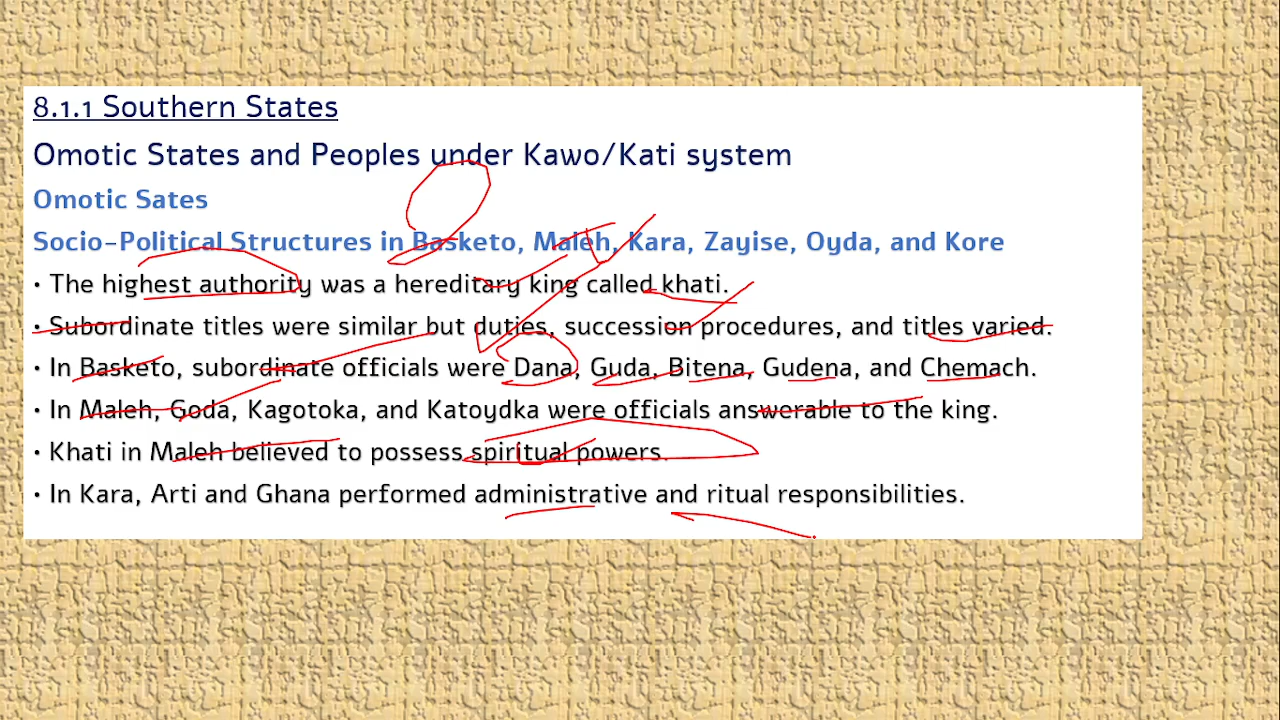 8.1.1 Southern States
Omotic States and Peoples under Kawo/Kati system
Omotic Sates
Socio-Political Structures in Basketo, Maleh, Kara, Zayise, Oyda, and Kore
• The highest authority was a hereditary king called khati.
• Subordinate titles were similar but duties, succession procedures, and titles varied.
• In Basketo, subordinate officials were Dana, Guda, Bitena, Gudena, and Chemach.
• In Maleh, Goda, Kagotoka, and Katoydka were officials answerable to the king.
• Khati in Maleh believed to possess spiritual powers.
• In Kara, Arti and Ghana performed administrative and ritual responsibilities.